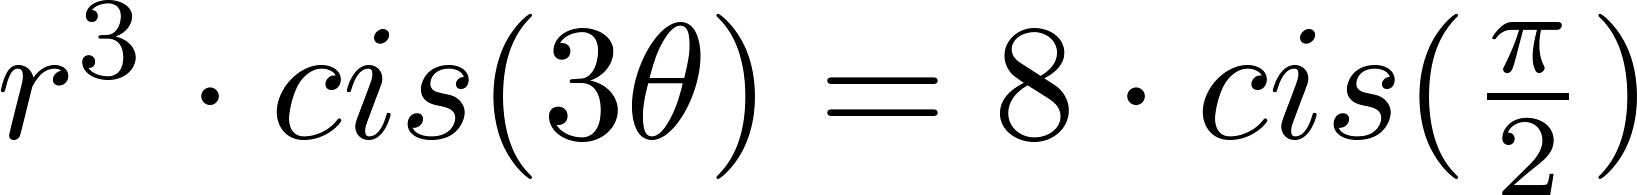 r³ · cis(3θ) = 8 · cis(π/2)